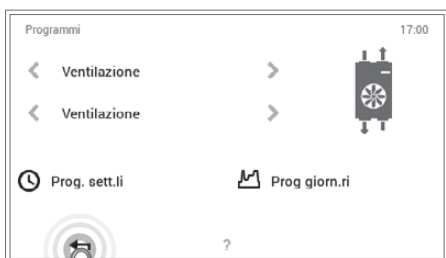 Programmi 17:00
Ventilazione
Ventilazione
Prog. sett.li Prog giorn.ri
?